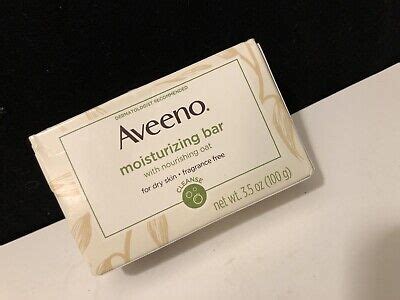 DERMATOLOGIST RECOMMENDED
Aveeno.
moisturizing bar
with nourishing oat
for dry skin • fragrance free
CLEANSE
net wt. 3.5 oz (100 g)